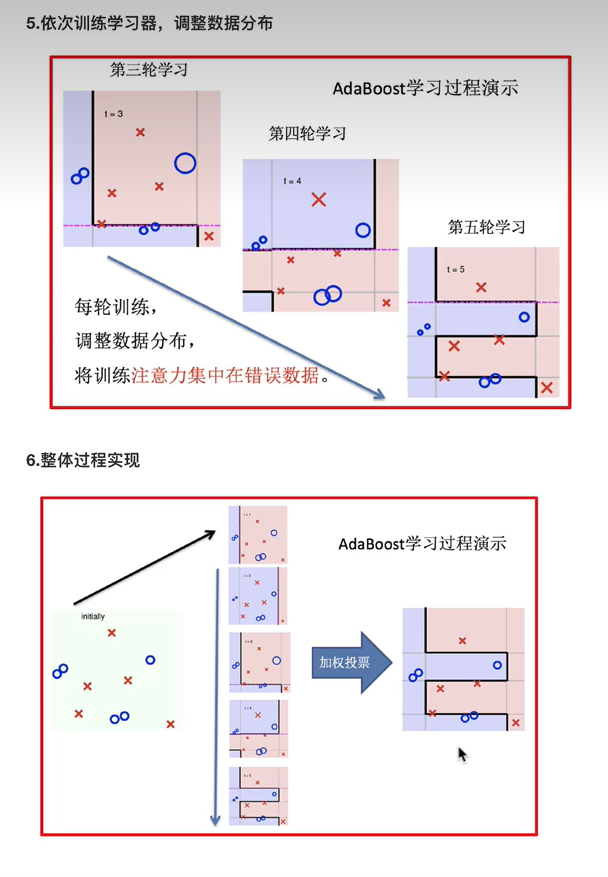 5.依次训练学习器，调整数据分布
第三轮学习
AdaBoost学习过程演示
t = 3
第四轮学习
t = 4
第五轮学习
t = 5
每轮训练，
调整数据分布，
将训练注意力集中在错误数据。
6.整体过程实现
AdaBoost学习过程演示
initially
t = 1
t = 2
t = 3
t = 4
t = 5
加权投票